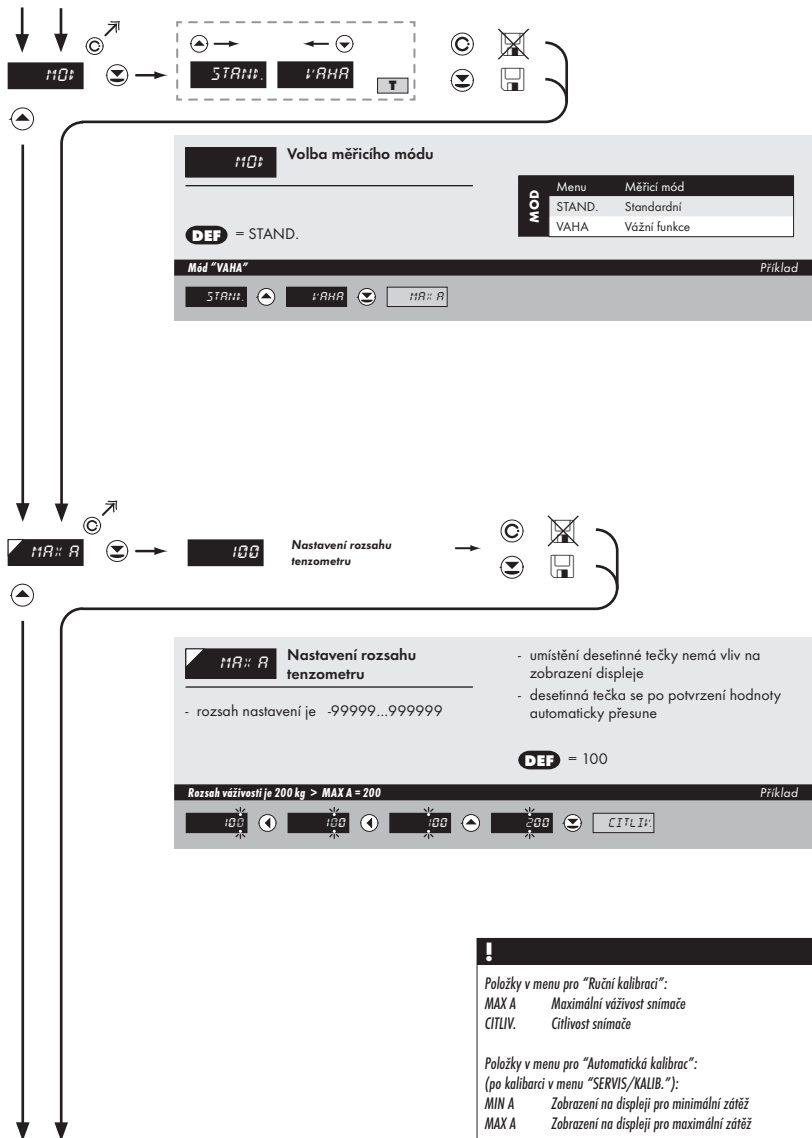 MOD
STAND. VAHA
T
MOD Volba měřicího módu
DEF = STAND.
MOD
Menu Měřicí mód
STAND. Standardní
VAHA Vážní funkce
Mód "VAHA" Příklad
STAND. VAHA MAX A
MAX A 100 Nastavení rozsahu
tenzometru
MAX A Nastavení rozsahu
tenzometru
- rozsah nastavení je -99999...999999
- umístění desetinné tečky nemá vliv na
zobrazení displeje
- desetinná tečka se po potvrzení hodnoty
automaticky přesune
DEF = 100
Rozsah váživosti je 200 kg > MAX A = 200 Příklad
100 100 100 200 CITLIV.
!
Položky v menu pro "Ruční kalibraci":
MAX A Maximální váživost snímače
CITLIV. Citlivost snímače
Položky v menu pro "Automatická kalibrac":
(po kalibarci v menu "SERVIS/KALIB."):
MIN A Zobrazení na displeji pro minimální zátěž
MAX A Zobrazení na displeji pro maximální zátěž